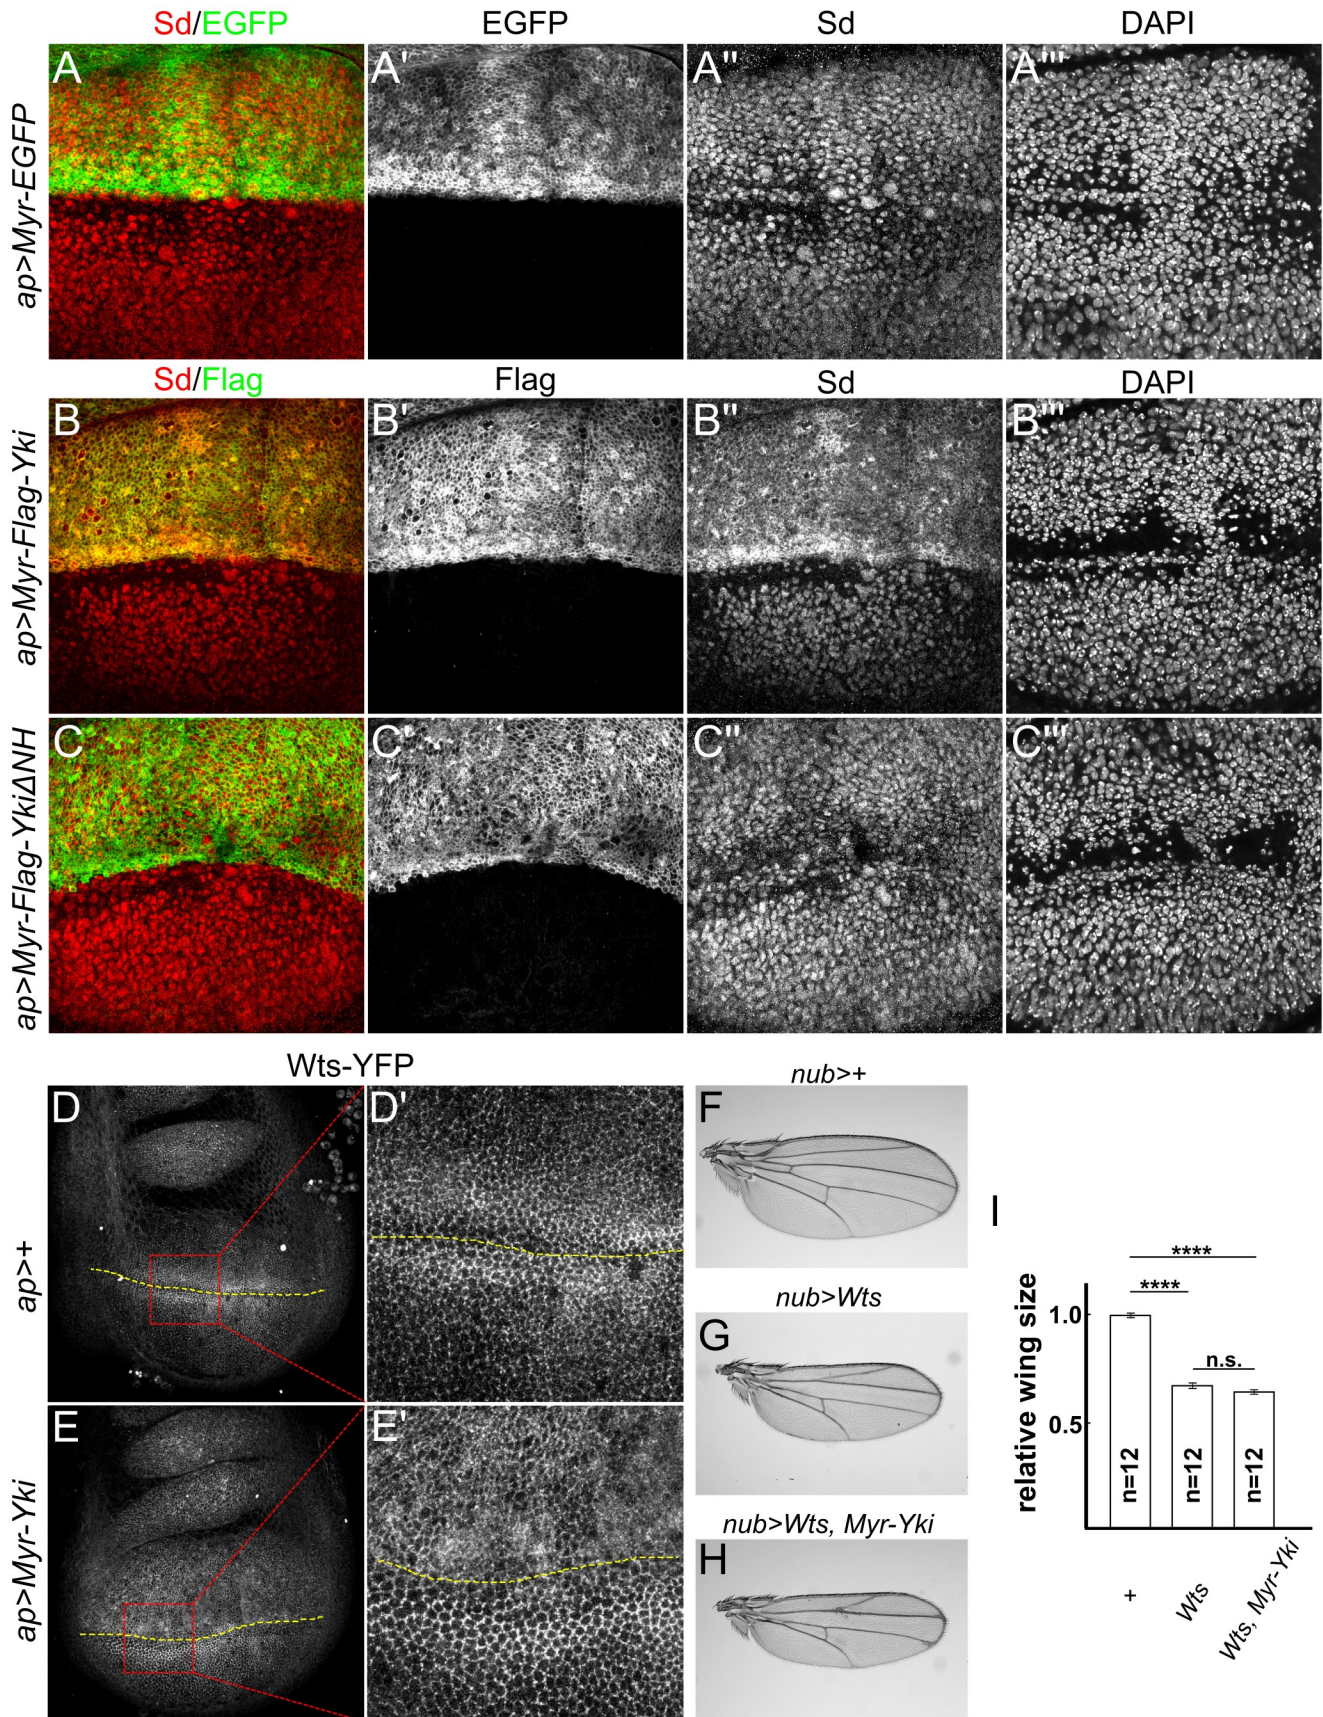 Sd/EGFP EGFP Sd DAPI
ap>Myr-EGFP
A A' A'' A'''
Sd/Flag Flag Sd DAPI
ap>Myr-Flag-Yki
B B' B'' B'''
ap>Myr-Flag-YkiΔNH
C C' C'' C'''
Wts-YFP
ap>+
D D'
ap>Myr-Yki
E E'
nub>+
F
nub>Wts
G
nub>Wts, Myr-Yki
H
I
relative wing size
1.0
0.5
****
****
n.s.
n=12 n=12 n=12
+ Wts Wts, Myr-Yki